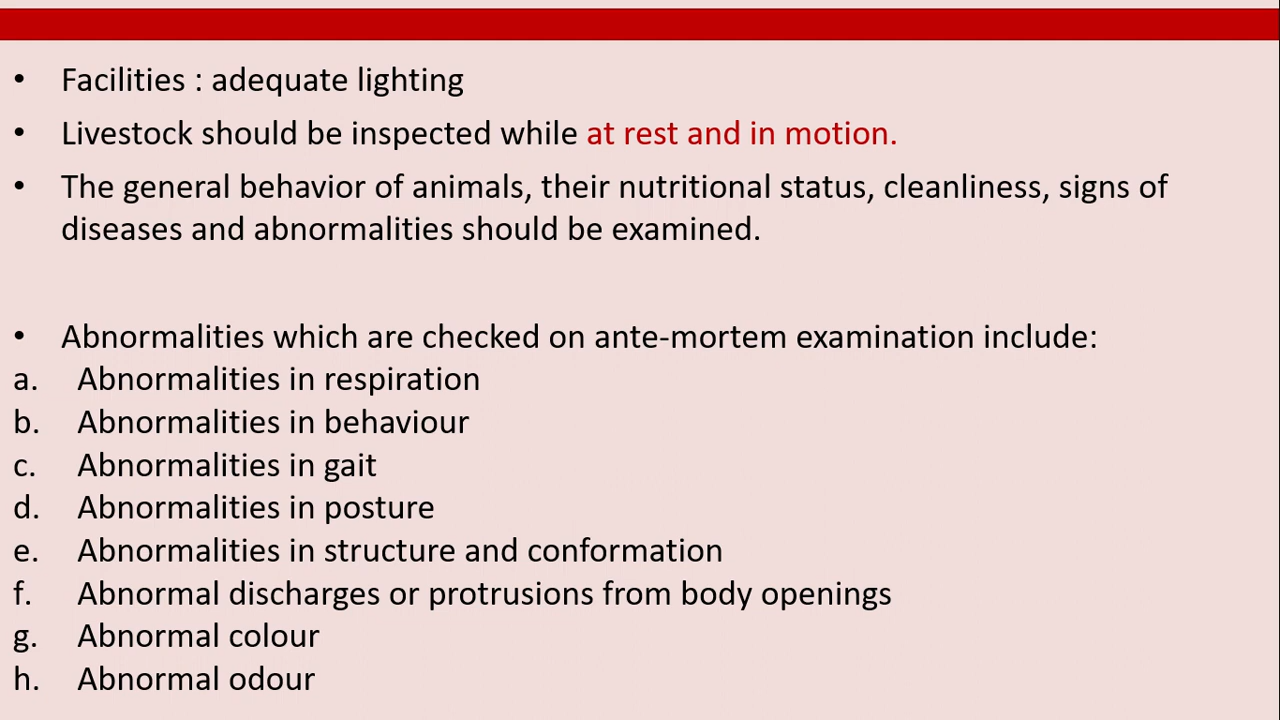 • Facilities : adequate lighting
• Livestock should be inspected while at rest and in motion.
• The general behavior of animals, their nutritional status, cleanliness, signs of
diseases and abnormalities should be examined.
• Abnormalities which are checked on ante-mortem examination include:
a. Abnormalities in respiration
b. Abnormalities in behaviour
c. Abnormalities in gait
d. Abnormalities in posture
e. Abnormalities in structure and conformation
f. Abnormal discharges or protrusions from body openings
g. Abnormal colour
h. Abnormal odour